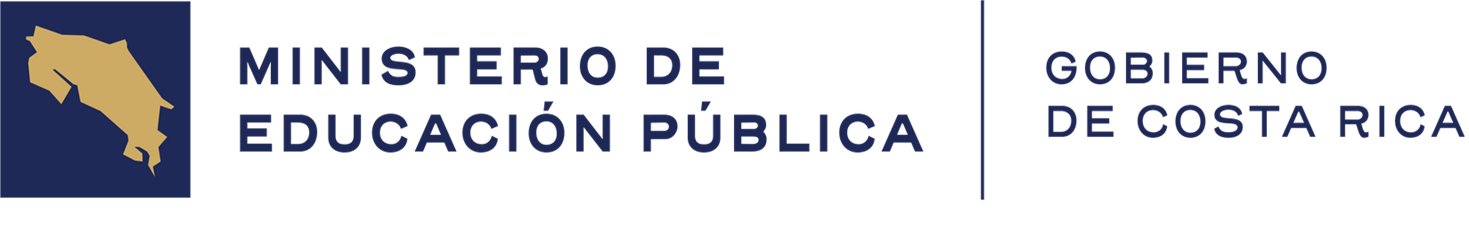 MINISTERIO DE
EDUCACIÓN PÚBLICA
GOBIERNO
DE COSTA RICA